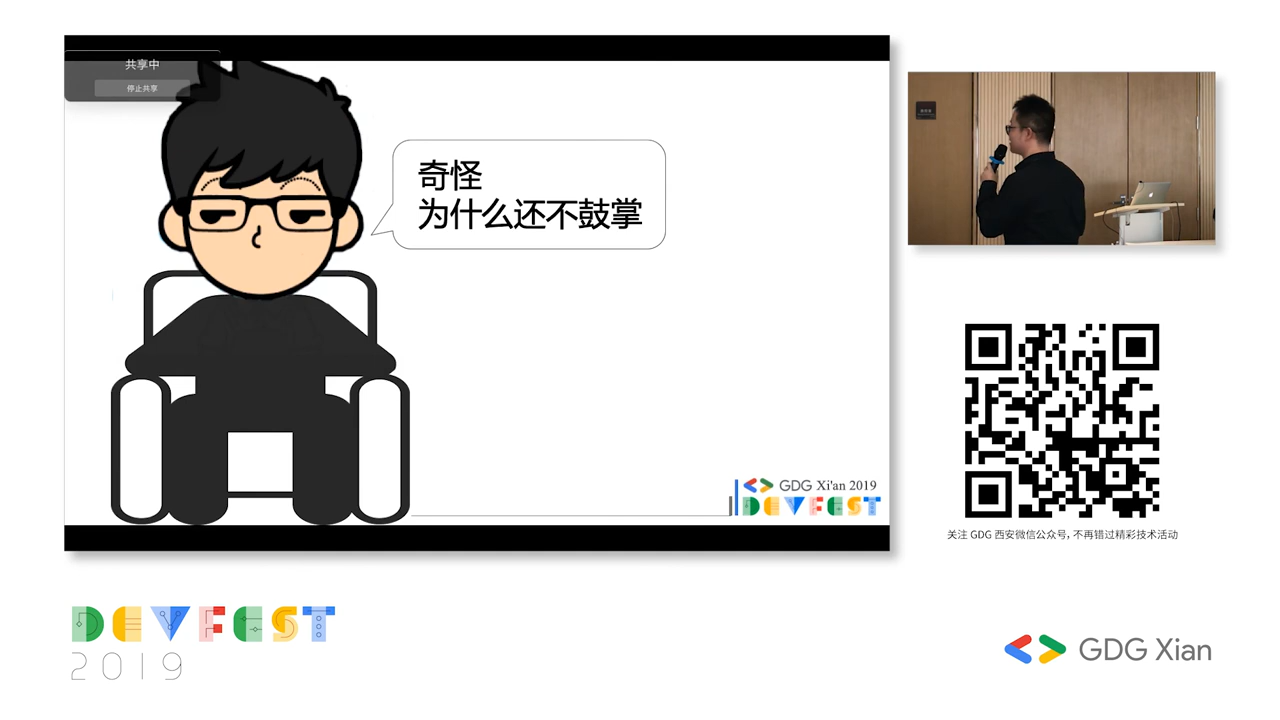 共享中
停止共享
奇怪
为什么还不鼓掌
GDG Xi'an 2019
DEVFEST
关注 GDG 西安微信公众号, 不再错过精彩技术活动
DEVFEST
2019
GDG Xian